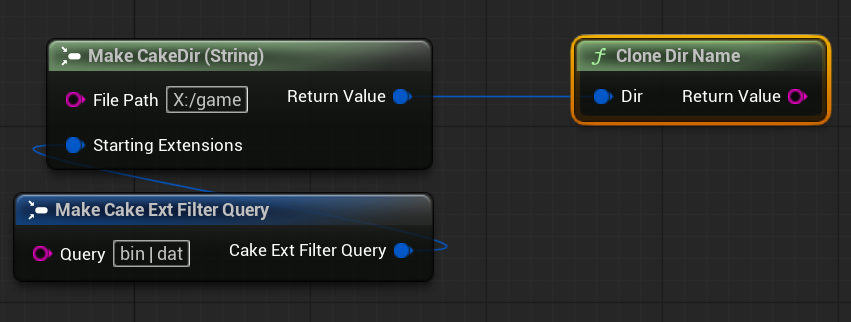 Make CakeDir (String)
File Path X:/game
Return Value
Starting Extensions
Make Cake Ext Filter Query
Query bin|dat
Cake Ext Filter Query
f Clone Dir Name
Dir
Return Value